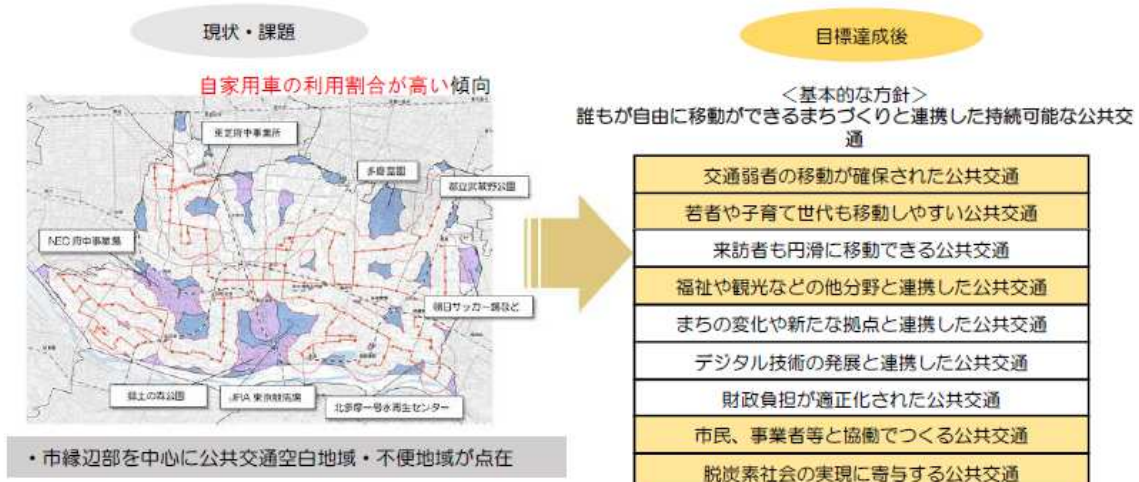 現状・課題
自家用車の利用割合が高い傾向
東芝府中事業所
多磨霊園
都立武蔵野公園
NEC 府中事業場
朝日サッカー場など
郷土の森公園
JRA 東京競馬場
北多摩一号水再生センター
・市縁辺部を中心に公共交通空白地域・不便地域が点在
目標達成後
＜基本的な方針＞
誰もが自由に移動ができるまちづくりと連携した持続可能な公共交
通
交通弱者の移動が確保された公共交通
若者や子育て世代も移動しやすい公共交通
来訪者も円滑に移動できる公共交通
福祉や観光などの他分野と連携した公共交通
まちの変化や新たな拠点と連携した公共交通
デジタル技術の発展と連携した公共交通
財政負担が適正化された公共交通
市民、事業者等と協働でつくる公共交通
脱炭素社会の実現に寄与する公共交通